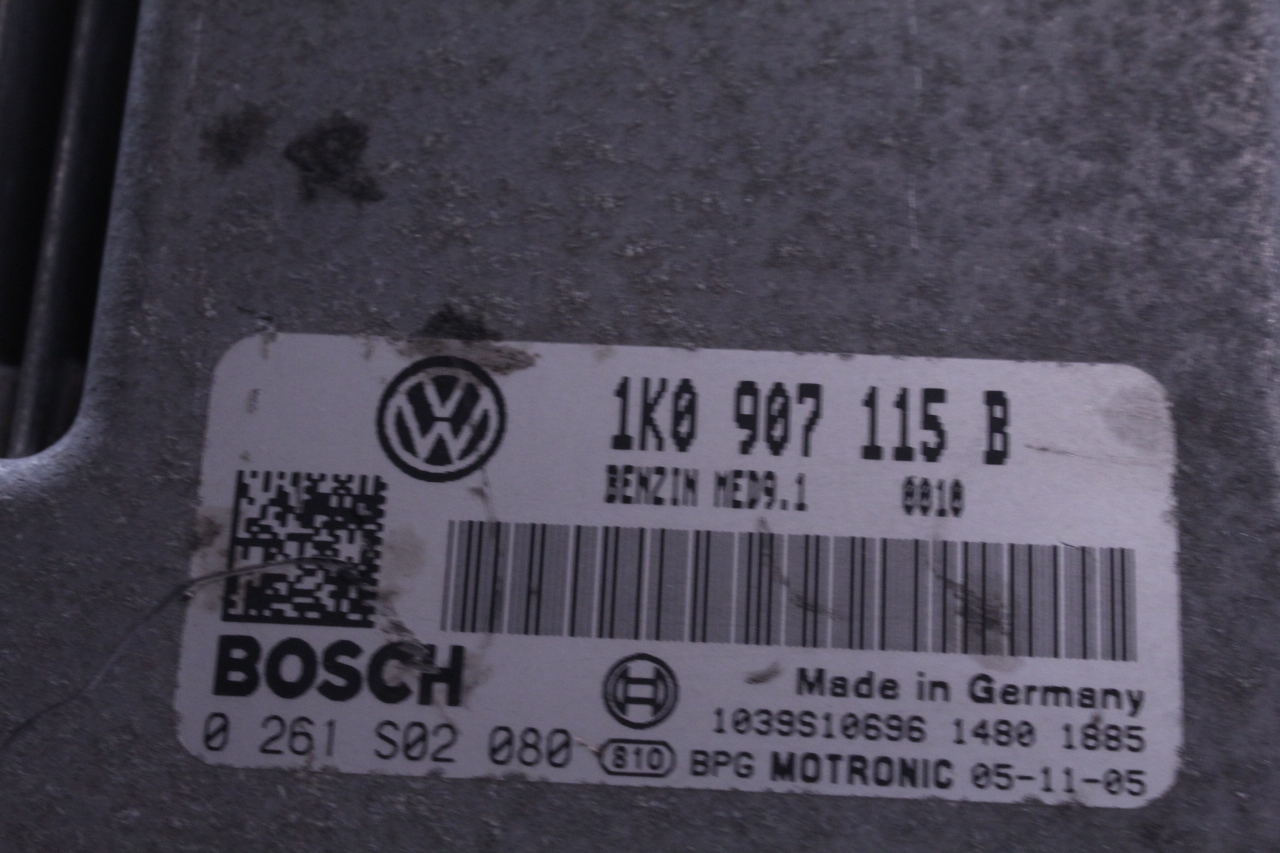 1K0 907 115 B
BENZIN MED9.1 0010
BOSCH
Made in Germany
0 261 S02 080
1039S10696 1480 1885
810 BPG MOTRONIC 05-11-05